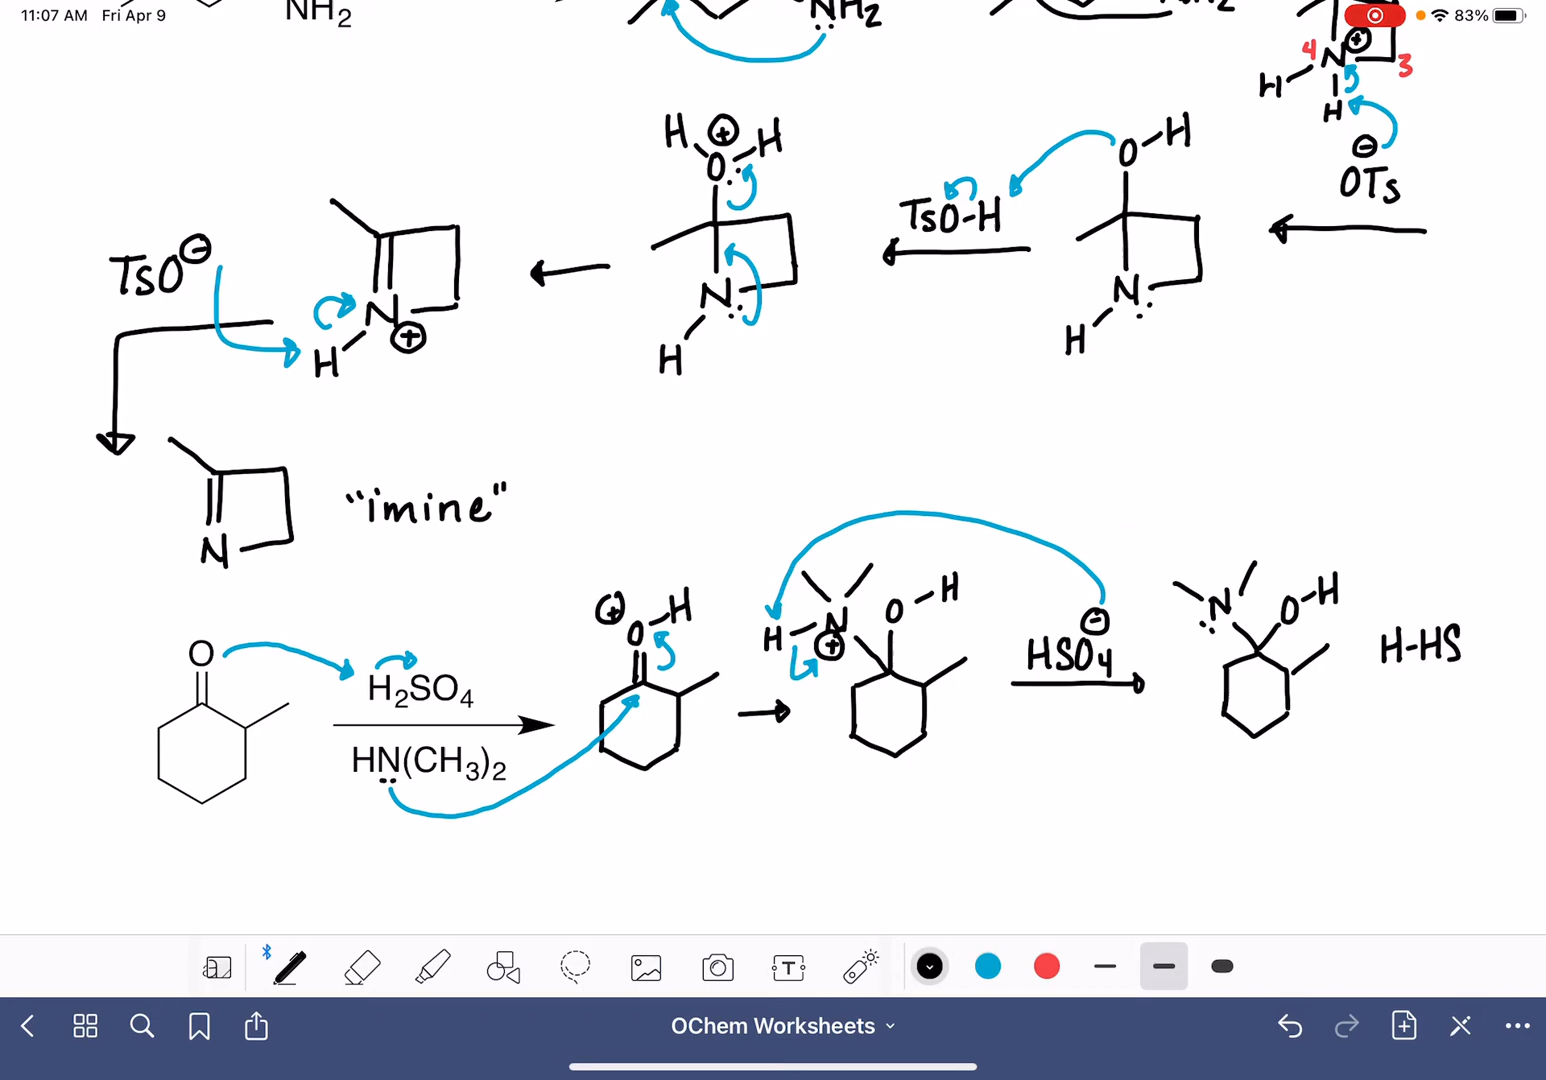 11:07 AM Fri Apr 9
83%
NH₂
NH₂
4 N ⊕ 3
H
H
⊖
OTs
H ⊕ H
O
TsO-H
O-H
TsO⊖
N
H
⊕
N
H
N
H
N
"imine"
O
H₂SO₄
HN(CH₃)₂
⊕ O-H
H-N ⊕
O-H
⊖
HSO₄
N
O-H
H-HS
T
OChem Worksheets